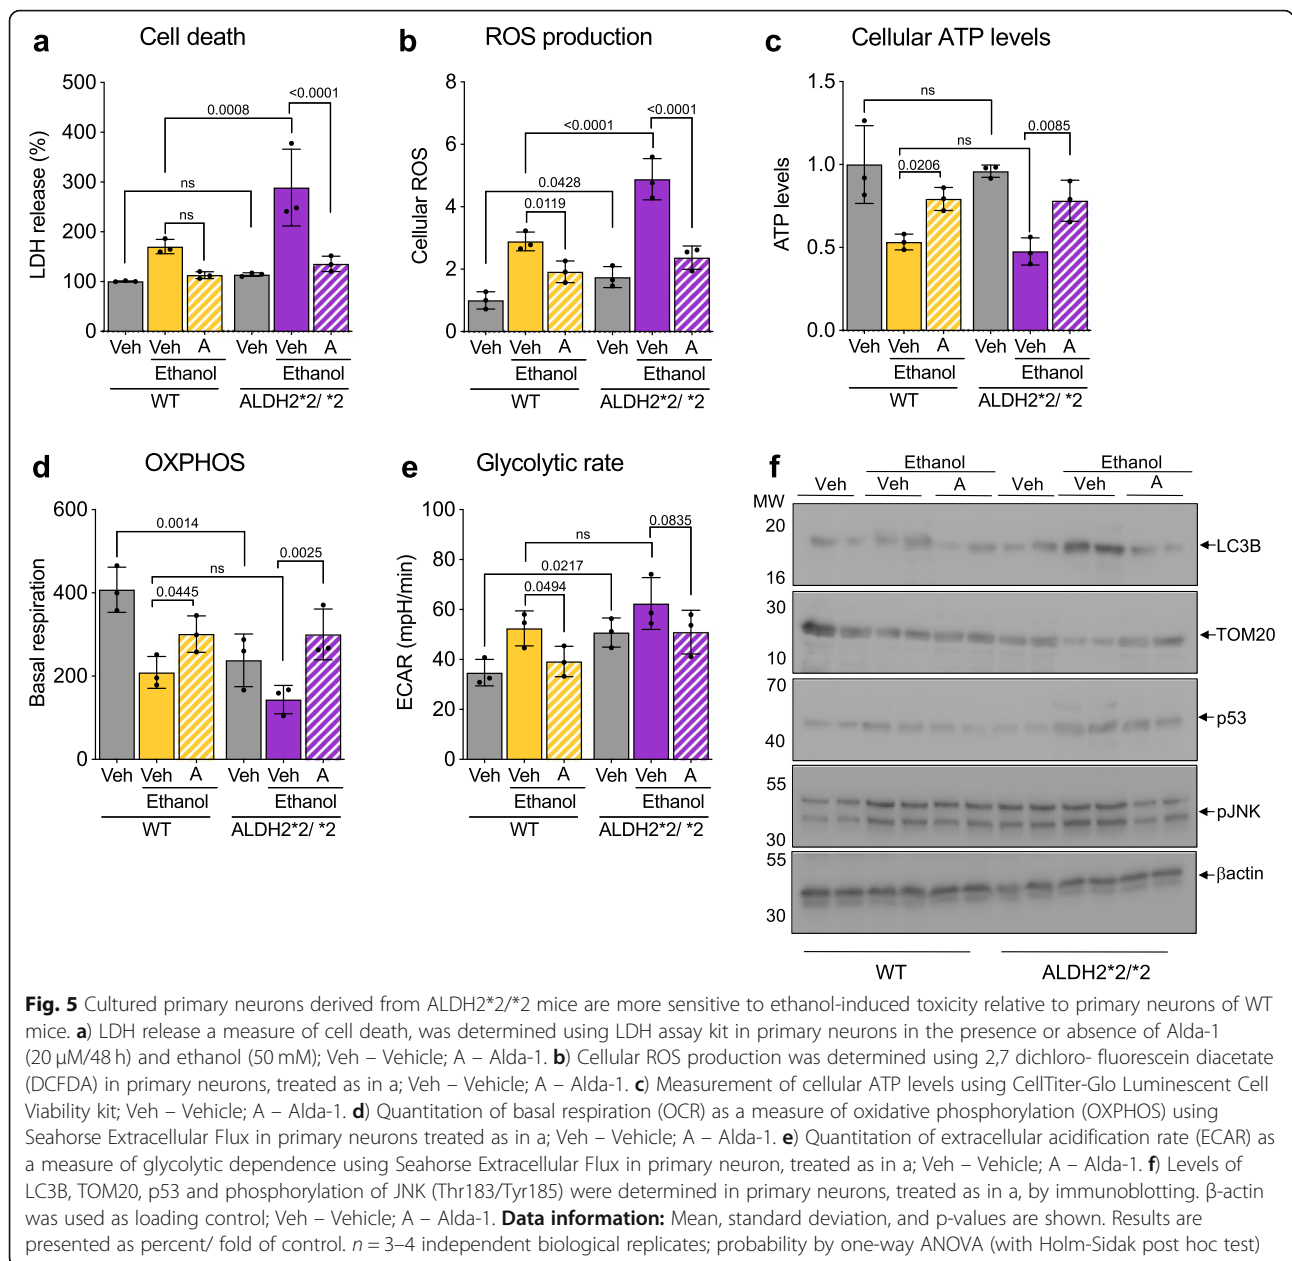 a Cell death
LDH release (%)
500
400
300
200
100
0
0.0008
<0.0001
ns
ns
Veh Veh A Veh Veh A
Ethanol Ethanol
WT ALDH2*2/ *2
b ROS production
Cellular ROS
8
6
4
2
0
<0.0001
<0.0001
0.0428
0.0119
Veh Veh A Veh Veh A
Ethanol Ethanol
WT ALDH2*2/ *2
c Cellular ATP levels
ATP levels
1.5
1.0
0.5
0.0
ns
ns
0.0085
0.0206
Veh Veh A Veh Veh A
Ethanol Ethanol
WT ALDH2*2/ *2
d OXPHOS
Basal respiration
600
400
200
0
0.0014
0.0025
ns
0.0445
Veh Veh A Veh Veh A
Ethanol Ethanol
WT ALDH2*2/ *2
e Glycolytic rate
ECAR (mpH/min)
100
80
60
40
20
0
0.0835
ns
0.0217
0.0494
Veh Veh A Veh Veh A
Ethanol Ethanol
WT ALDH2*2/ *2
f
Ethanol Ethanol
Veh Veh A Veh Veh A
MW
20
LC3B
16
30
TOM20
10
70
p53
40
55
pJNK
30
55
βactin
30
WT ALDH2*2/*2
Fig. 5 Cultured primary neurons derived from ALDH2*2/*2 mice are more sensitive to ethanol-induced toxicity relative to primary neurons of WT
mice. a) LDH release a measure of cell death, was determined using LDH assay kit in primary neurons in the presence or absence of Alda-1
(20 μM/48 h) and ethanol (50 mM); Veh – Vehicle; A – Alda-1. b) Cellular ROS production was determined using 2,7 dichloro- fluorescein diacetate
(DCFDA) in primary neurons, treated as in a; Veh – Vehicle; A – Alda-1. c) Measurement of cellular ATP levels using CellTiter-Glo Luminescent Cell
Viability kit; Veh – Vehicle; A – Alda-1. d) Quantitation of basal respiration (OCR) as a measure of oxidative phosphorylation (OXPHOS) using
Seahorse Extracellular Flux in primary neurons treated as in a; Veh – Vehicle; A – Alda-1. e) Quantitation of extracellular acidification rate (ECAR) as
a measure of glycolytic dependence using Seahorse Extracellular Flux in primary neuron, treated as in a; Veh – Vehicle; A – Alda-1. f) Levels of
LC3B, TOM20, p53 and phosphorylation of JNK (Thr183/Tyr185) were determined in primary neurons, treated as in a, by immunoblotting. β-actin
was used as loading control; Veh – Vehicle; A – Alda-1. Data information: Mean, standard deviation, and p-values are shown. Results are
presented as percent/ fold of control. n = 3–4 independent biological replicates; probability by one-way ANOVA (with Holm-Sidak post hoc test)